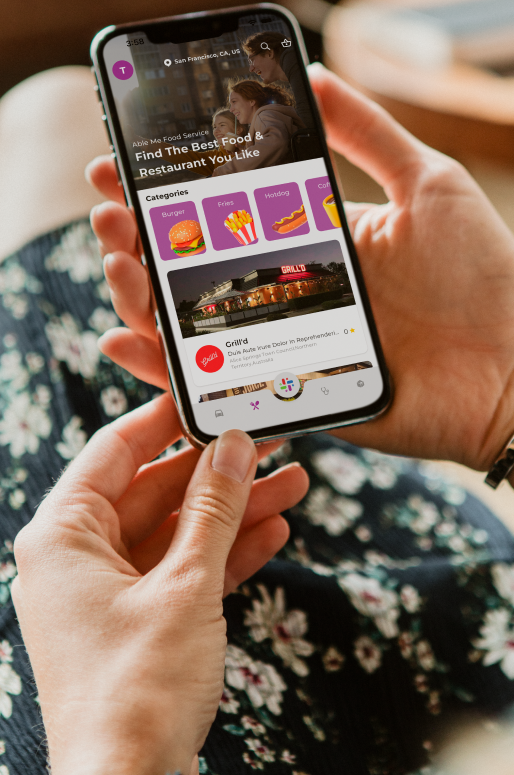 3:58
T
San Francisco, CA, US
Able Me Food Service
Find The Best Food &
Restaurant You Like
Categories
Burger
Fries
Hotdog
Cof
GRILL'D
Grill'd
Grill'd
Duis Aute Irure Dolor In Reprehenderi...
0
Alice Springs Town Council,Northern
Territory,Australia
JUICE